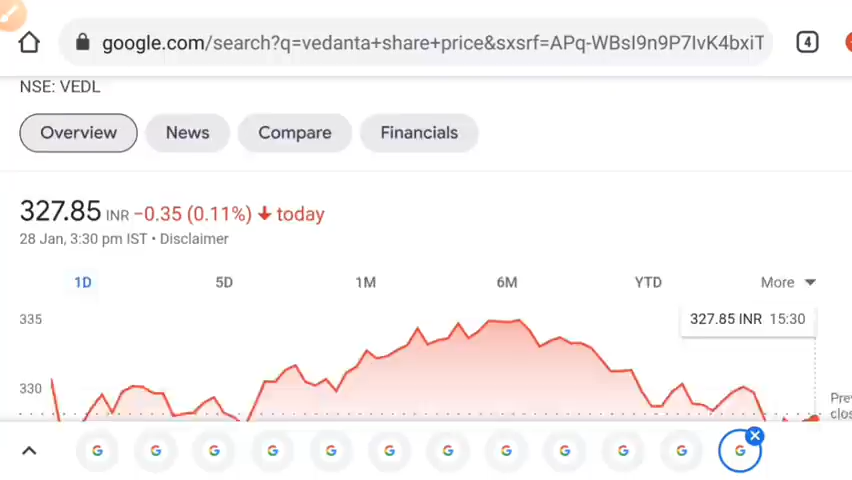 google.com/search?q=vedanta+share+price&sxsrf=APq-WBsI9n9P7IvK4bxiT
4
NSE: VEDL
Overview
News
Compare
Financials
327.85 INR −0.35 (0.11%) today
28 Jan, 3:30 pm IST • Disclaimer
1D 5D 1M 6M YTD More
335
327.85 INR 15:30
330
Prev
clos